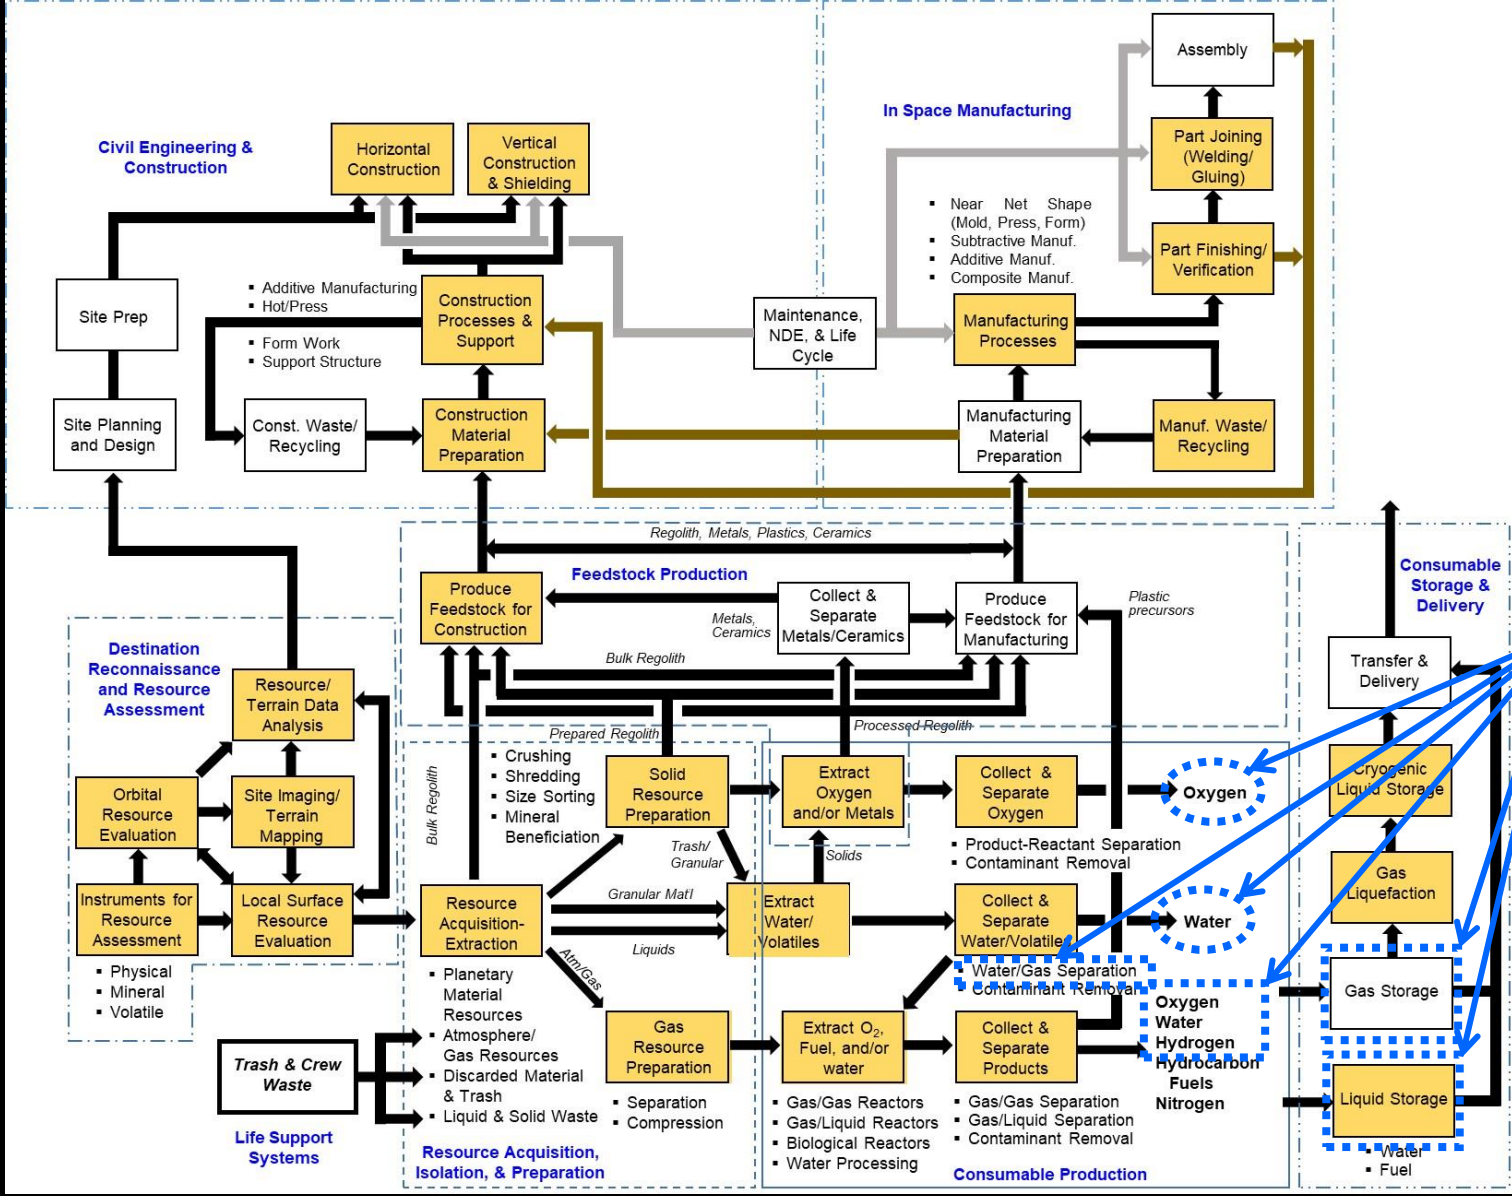 Assembly
In Space Manufacturing
Civil Engineering &
Construction
Horizontal
Construction
Vertical
Construction
& Shielding
Part Joining
(Welding/
Gluing)
▪ Near Net Shape
(Mold, Press, Form)
▪ Subtractive Manuf.
▪ Additive Manuf.
▪ Composite Manuf.
Part Finishing/
Verification
Site Prep
▪ Additive Manufacturing
▪ Hot/Press
▪ Form Work
▪ Support Structure
Construction
Processes &
Support
Maintenance,
NDE, & Life
Cycle
Manufacturing
Processes
Site Planning
and Design
Const. Waste/
Recycling
Construction
Material
Preparation
Manufacturing
Material
Preparation
Manuf. Waste/
Recycling
Regolith, Metals, Plastics, Ceramics
Feedstock Production
Produce
Feedstock for
Construction
Metals,
Ceramics
Collect &
Separate
Metals/Ceramics
Produce
Feedstock for
Manufacturing
Plastic
precursors
Consumable
Storage &
Delivery
Bulk Regolith
Processed Regolith
Prepared Regolith
Bulk Regolith
Destination
Reconnaissance
and Resource
Assessment
Resource/
Terrain Data
Analysis
Orbital
Resource
Evaluation
Site Imaging/
Terrain
Mapping
Instruments for
Resource
Assessment
Local Surface
Resource
Evaluation
▪ Physical
▪ Mineral
▪ Volatile
▪ Crushing
▪ Shredding
▪ Size Sorting
▪ Mineral
Beneficiation
Solid
Resource
Preparation
Trash/
Granular
Extract
Oxygen
and/or Metals
Solids
Collect &
Separate
Oxygen
▪ Product-Reactant Separation
▪ Contaminant Removal
Oxygen
Resource
Acquisition-
Extraction
Granular Mat'l
Liquids
Atm/Gas
Extract
Water/
Volatiles
Collect &
Separate
Water/Volatiles
▪ Water/Gas Separation
▪ Contaminant Removal
Water
▪ Planetary
Material
Resources
▪ Atmosphere/
Gas Resources
▪ Discarded Material
& Trash
▪ Liquid & Solid Waste
Trash & Crew
Waste
Life Support
Systems
Resource Acquisition,
Isolation, & Preparation
Gas
Resource
Preparation
▪ Separation
▪ Compression
Extract O₂,
Fuel, and/or
water
▪ Gas/Gas Reactors
▪ Gas/Liquid Reactors
▪ Biological Reactors
▪ Water Processing
Collect &
Separate
Products
▪ Gas/Gas Separation
▪ Gas/Liquid Separation
▪ Contaminant Removal
Consumable Production
Oxygen
Water
Hydrogen
Hydrocarbon
Fuels
Nitrogen
Transfer &
Delivery
Cryogenic
Liquid Storage
Gas
Liquefaction
Gas Storage
Liquid Storage
▪ Water
▪ Fuel